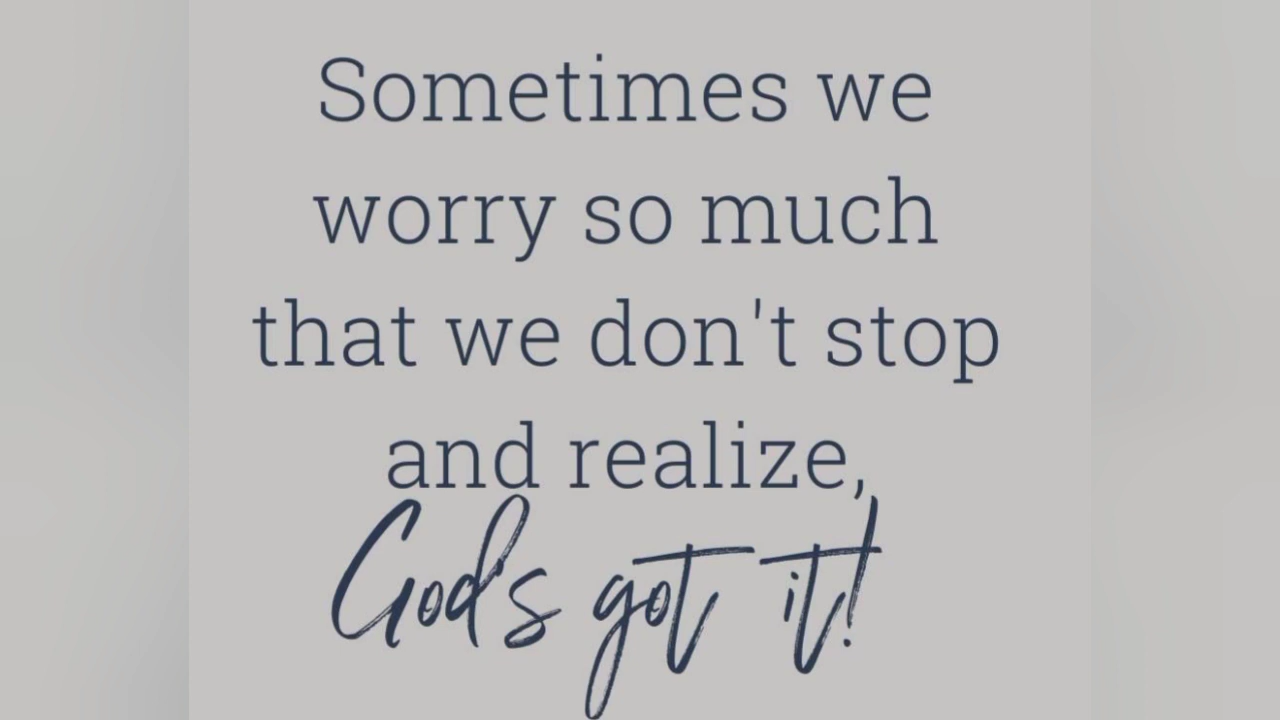 Sometimes we
worry so much
that we don't stop
and realize,
God's got it!